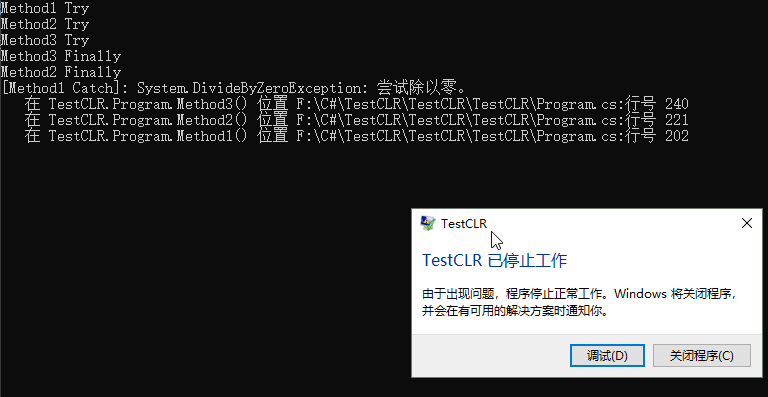 Method1 Try
Method2 Try
Method3 Try
Method3 Finally
Method2 Finally
[Method1 Catch]: System.DivideByZeroException: 尝试除以零。
   在 TestCLR.Program.Method3() 位置 F:\C#\TestCLR\TestCLR\TestCLR\Program.cs:行号 240
   在 TestCLR.Program.Method2() 位置 F:\C#\TestCLR\TestCLR\TestCLR\Program.cs:行号 221
   在 TestCLR.Program.Method1() 位置 F:\C#\TestCLR\TestCLR\TestCLR\Program.cs:行号 202
TestCLR
TestCLR 已停止工作
由于出现问题，程序停止正常工作。Windows 将关闭程序，
并会在有可用的解决方案时通知你。
调试(D) 关闭程序(C)